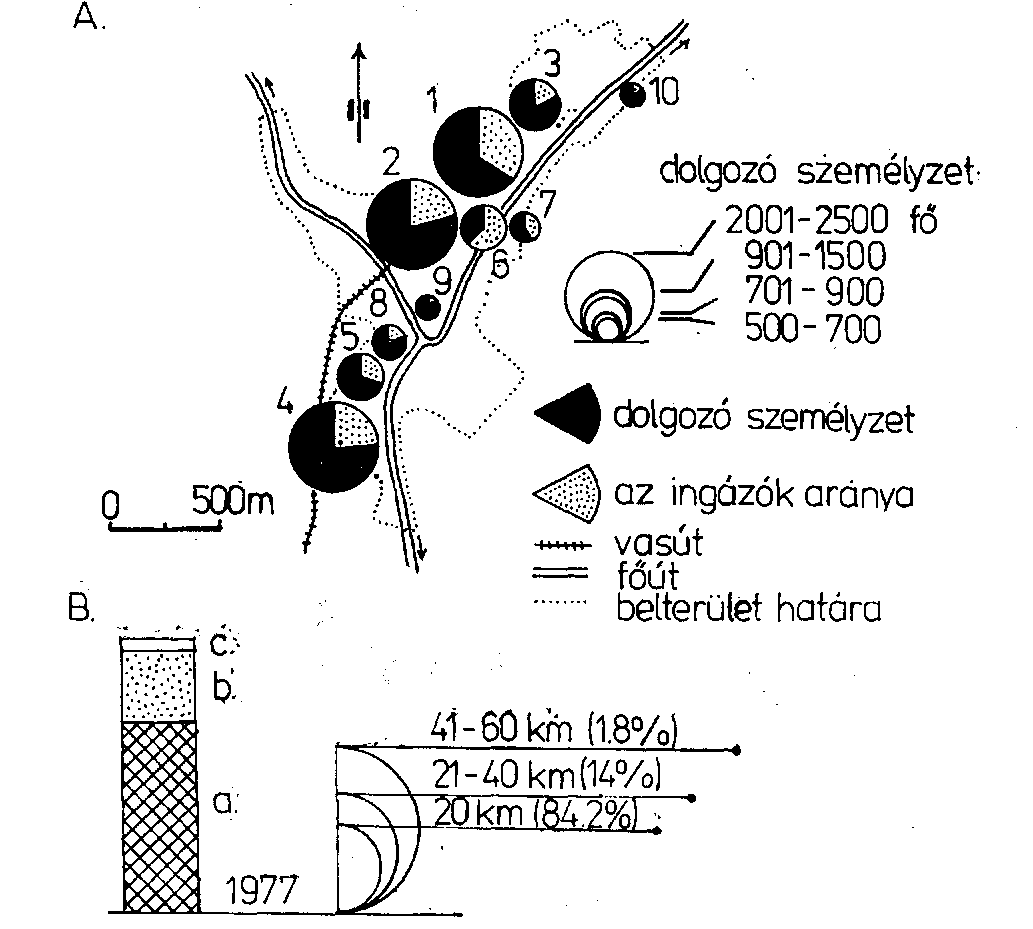 A.
3
10
1
2
7
6
9
8
5
4
dolgozó személyzet
2001-2500 fő
901-1500
701-900
500-700
dolgozó személyzet
az ingázók aránya
vasút
főút
belterület határa
0 500m
B.
c.
b.
a.
1977
41-60 km (1.8%)
21-40 km (14%)
20 km (84.2%)